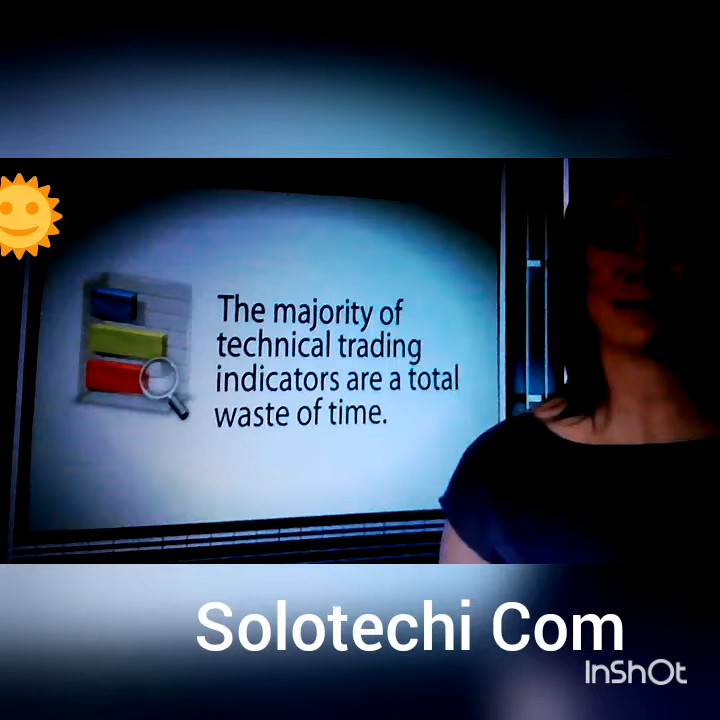 The majority of
technical trading
indicators are a total
waste of time.
Solotechi Com
InShOt